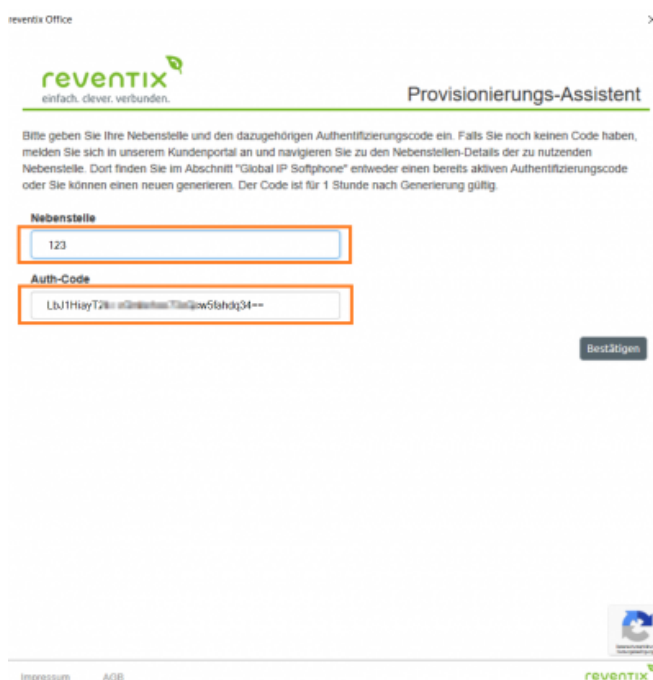 reventix Office
reventix
einfach. clever. verbunden.
Provisionierungs-Assistent
Bitte geben Sie Ihre Nebenstelle und den dazugehörigen Authentifizierungscode ein. Falls Sie noch keinen Code haben,
melden Sie sich in unserem Kundenportal an und navigieren Sie zu den Nebenstellen-Details der zu nutzenden
Nebenstelle. Dort finden Sie im Abschnitt "Global IP Softphone" entweder einen bereits aktiven Authentifizierungscode
oder Sie können einen neuen generieren. Der Code ist für 1 Stunde nach Generierung gültig.
Nebenstelle
123
Auth-Code
Bestätigen
Impressum AGB
reventix